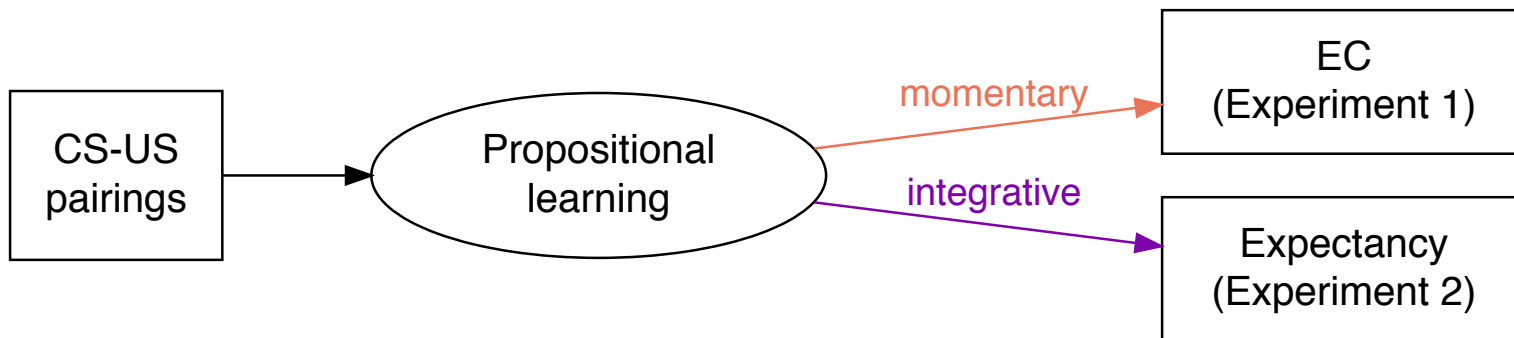 CS-US
pairings
Propositional
learning
momentary
integrative
EC
(Experiment 1)
Expectancy
(Experiment 2)